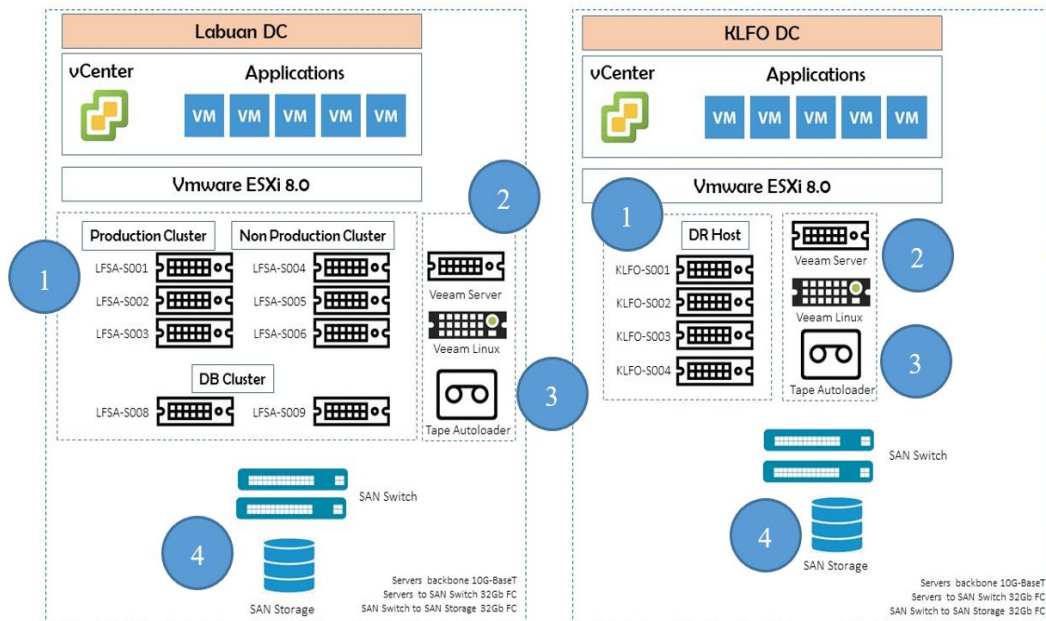 Labuan DC
vCenter
Applications
VM VM VM VM VM
Vmware ESXi 8.0
2
1
Production Cluster
Non Production Cluster
LFSA-S001
LFSA-S004
LFSA-S002
LFSA-S005
LFSA-S003
LFSA-S006
DB Cluster
LFSA-S008
LFSA-S009
Veeam Server
Veeam Linux
3
Tape Autoloader
SAN Switch
4
SAN Storage
Servers backbone 10G-BaseT
Servers to SAN Switch 32Gb FC
SAN Switch to SAN Storage 32Gb FC
KLFO DC
vCenter
Applications
VM VM VM VM VM
Vmware ESXi 8.0
1
DR Host
KLFO-S001
KLFO-S002
KLFO-S003
KLFO-S004
2
Veeam Server
Veeam Linux
3
Tape Autoloader
SAN Switch
4
SAN Storage
Servers backbone 10G-BaseT
Servers to SAN Switch 32Gb FC
SAN Switch to SAN Storage 32Gb FC